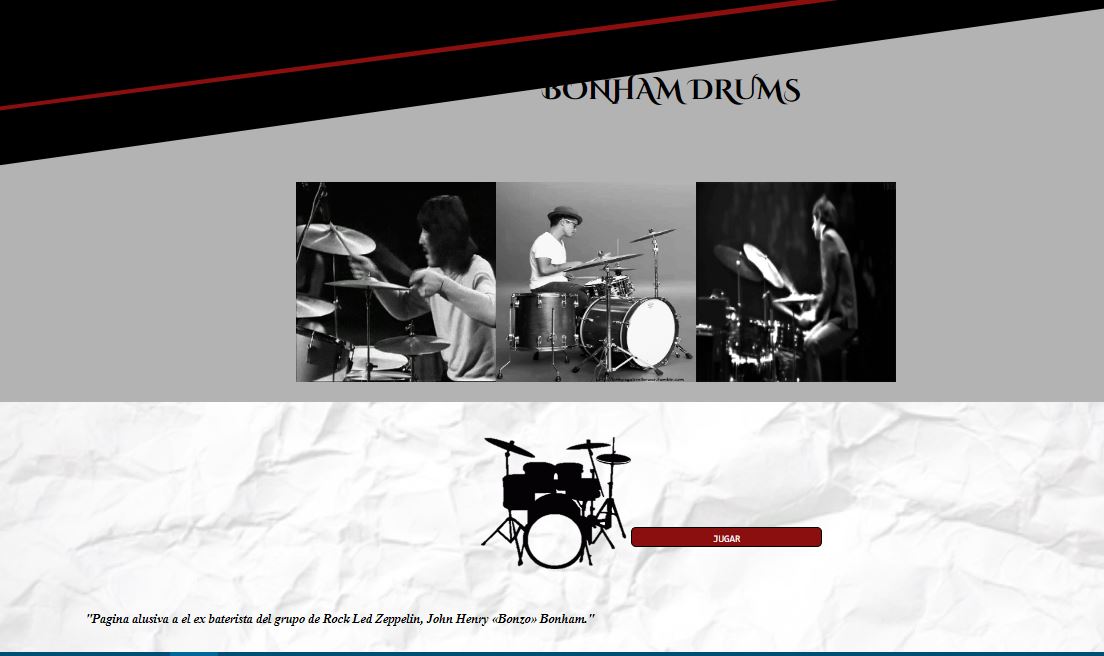 BONHAM DRUMS
JUGAR
"Pagina alusiva a el ex baterista del grupo de Rock Led Zeppelin, John Henry «Bonzo» Bonham."